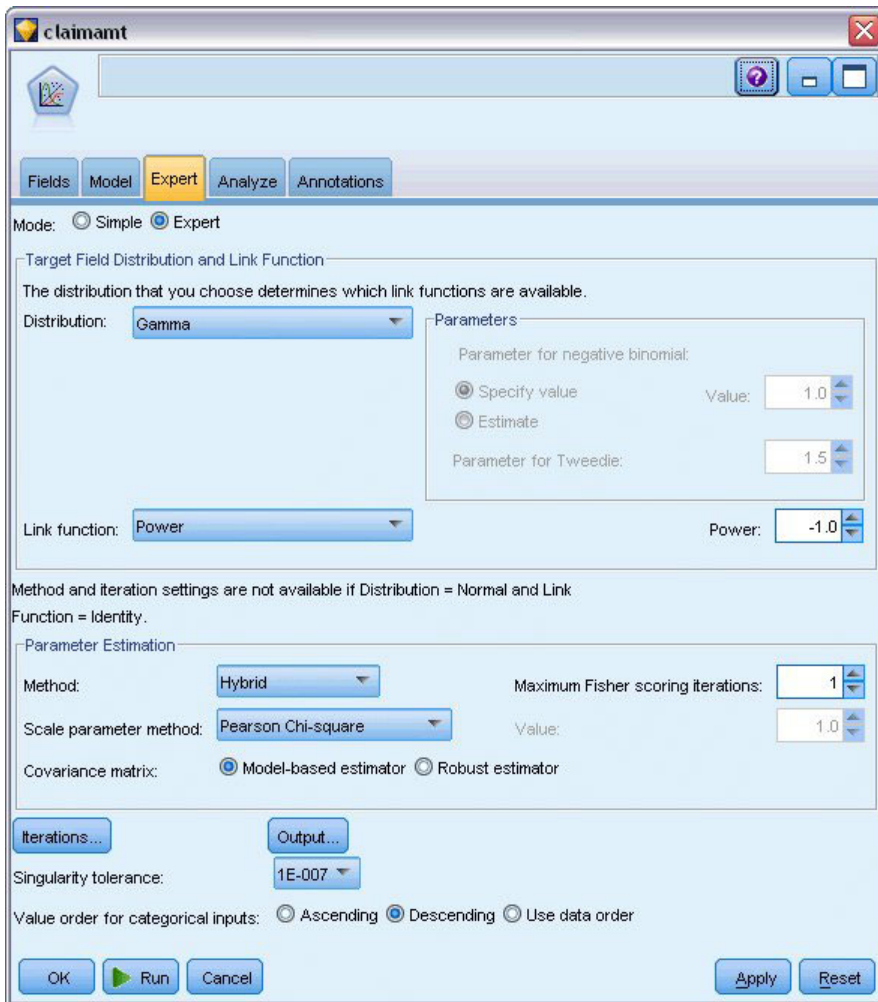 claimamt
Fields Model Expert Analyze Annotations
Mode: Simple Expert
Target Field Distribution and Link Function
The distribution that you choose determines which link functions are available.
Distribution: Gamma
Parameters
Parameter for negative binomial:
Specify value Value: 1.0
Estimate
Parameter for Tweedie: 1.5
Link function: Power Power: -1.0
Method and iteration settings are not available if Distribution = Normal and Link
Function = Identity.
Parameter Estimation
Method: Hybrid Maximum Fisher scoring iterations: 1
Scale parameter method: Pearson Chi-square Value: 1.0
Covariance matrix: Model-based estimator Robust estimator
Iterations... Output...
Singularity tolerance: 1E-007
Value order for categorical inputs: Ascending Descending Use data order
OK Run Cancel Apply Reset